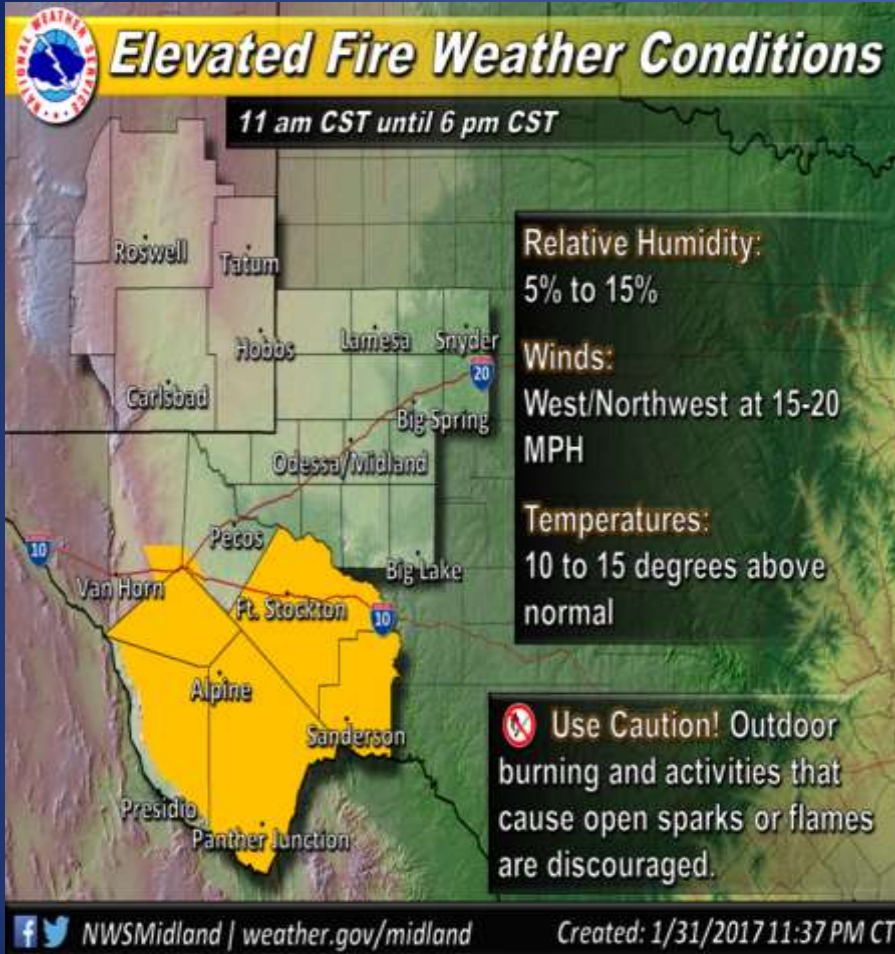 NATIONAL WEATHER SERVICE
Elevated Fire Weather Conditions
11 am CST until 6 pm CST
Roswell
Tatum
Hobbs
Lamesa
Snyder
Carlsbad
20
Big Spring
Odessa/Midland
Pecos
10
Van Horn
Big Lake
Ft. Stockton
10
Alpine
Sanderson
Presidio
Panther Junction
Relative Humidity:
5% to 15%
Winds:
West/Northwest at 15-20
MPH
Temperatures:
10 to 15 degrees above
normal
Use Caution! Outdoor
burning and activities that
cause open sparks or flames
are discouraged.
NWSMidland | weather.gov/midland
Created: 1/31/2017 11:37 PM CT